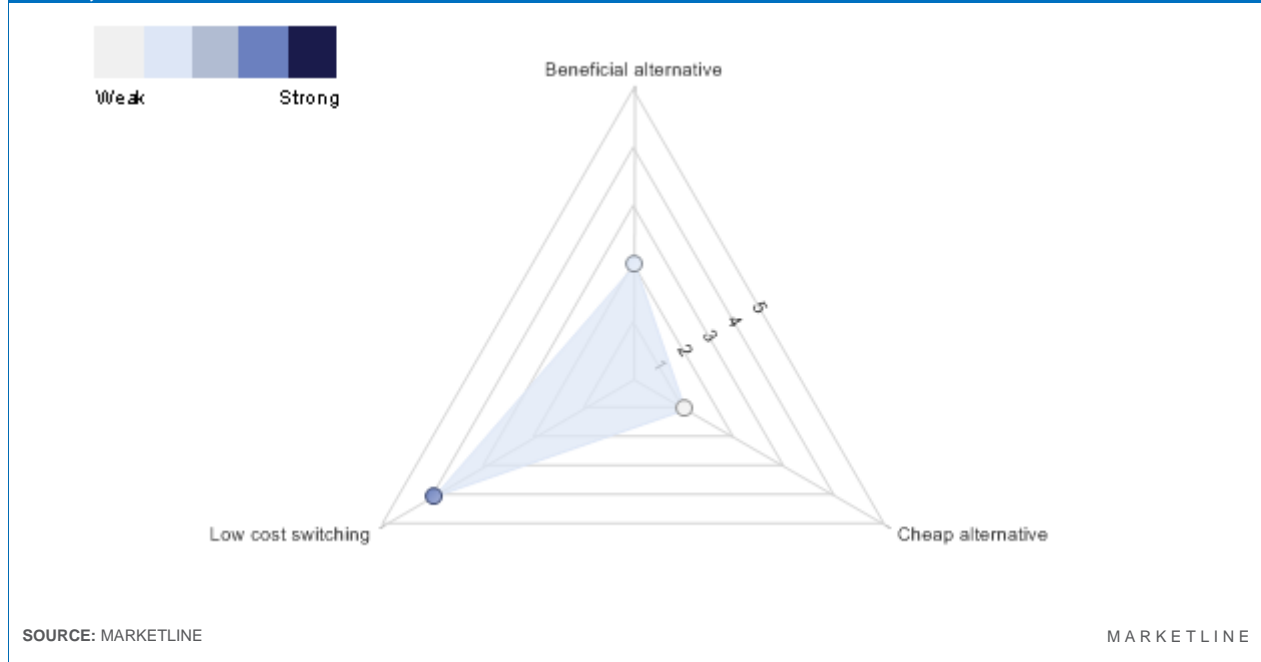 Weak
Strong
Beneficial alternative
5
4
3
2
1
Low cost switching
Cheap alternative
SOURCE: MARKETLINE
MARKETLINE